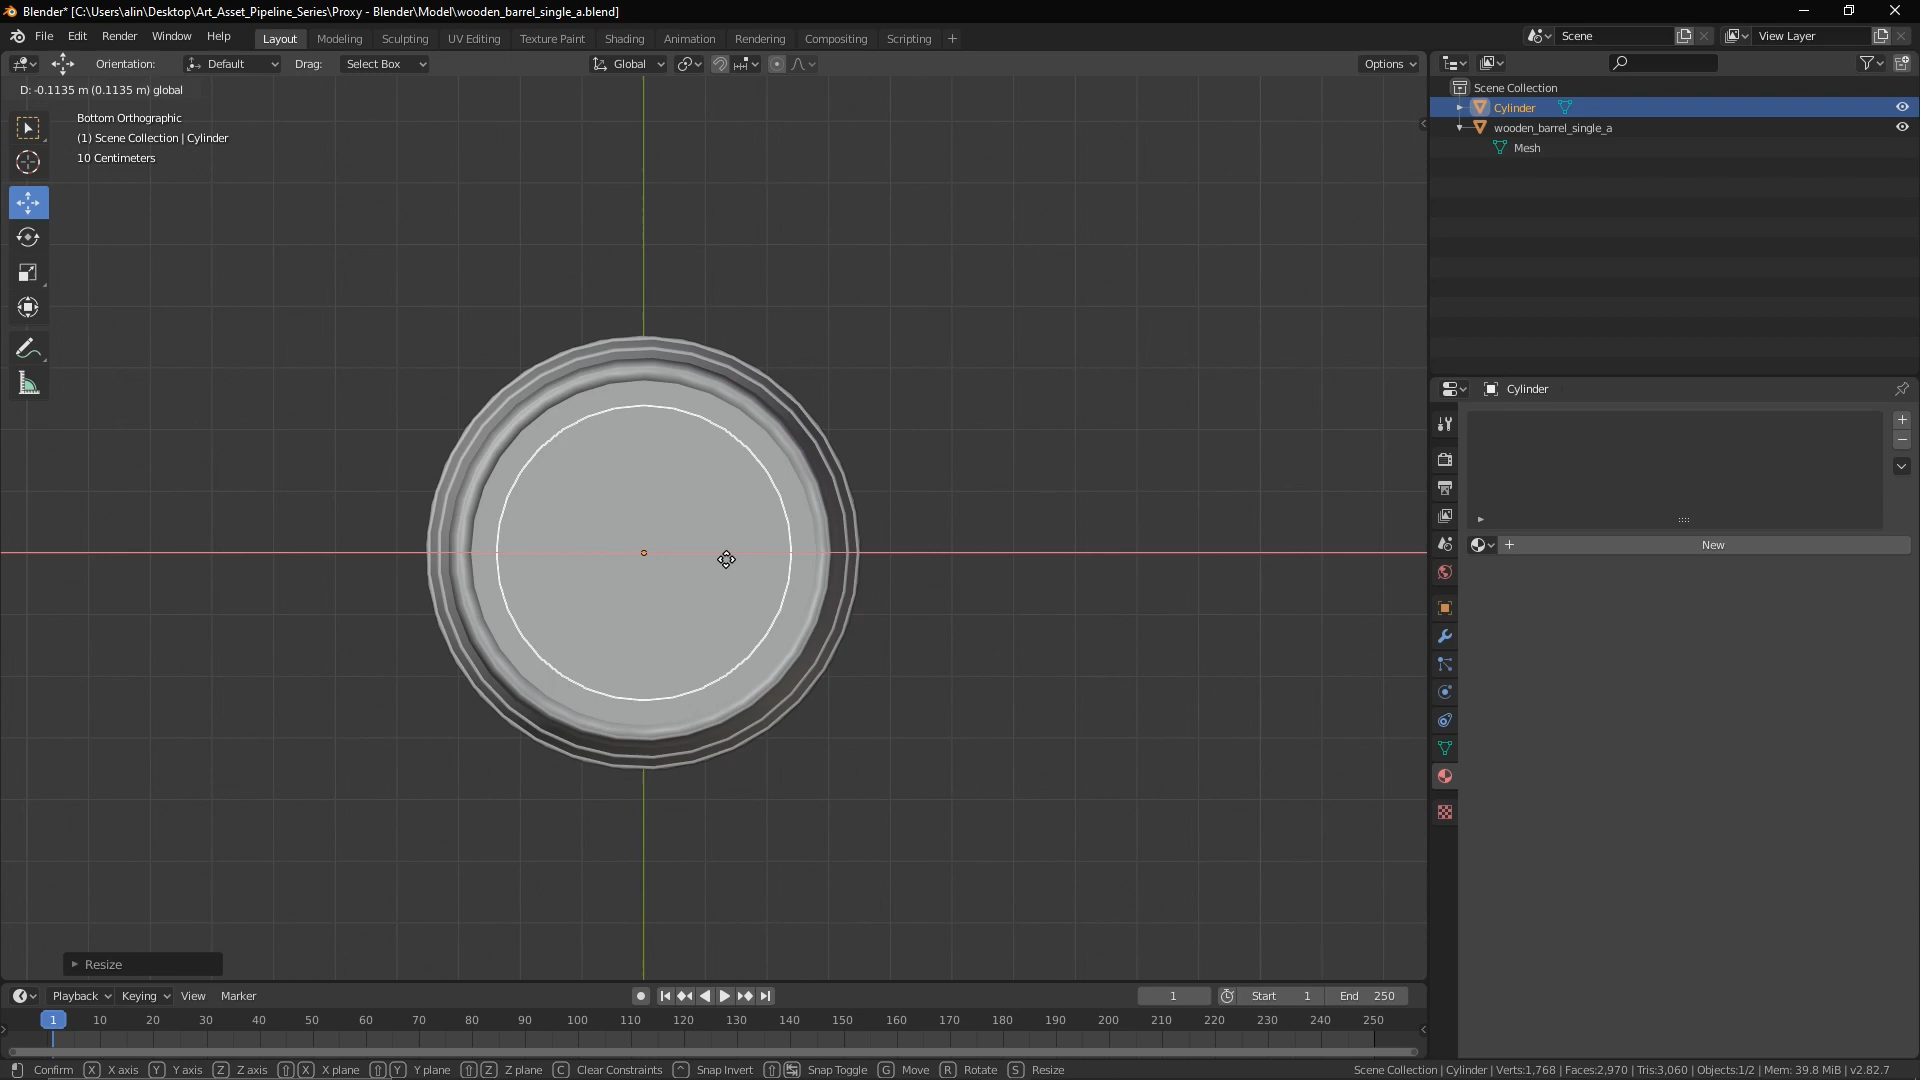 Blender* [C:\Users\alin\Desktop\Art_Asset_Pipeline_Series\Proxy - Blender\Model\wooden_barrel_single_a.blend]
File Edit Render Window Help Layout Modeling Sculpting UV Editing Texture Paint Shading Animation Rendering Compositing Scripting + Scene View Layer
Orientation: Default Drag: Select Box Global Options
D: -0.1135 m (0.1135 m) global
Bottom Orthographic
(1) Scene Collection | Cylinder
10 Centimeters
Scene Collection
Cylinder
wooden_barrel_single_a
Mesh
Cylinder
New
Resize
Playback Keying View Marker 1 Start 1 End 250
1 10 20 30 40 50 60 70 80 90 100 110 120 130 140 150 160 170 180 190 200 210 220 230 240 250
Confirm X X axis Y Y axis Z Z axis X X plane Y Y plane Z Z plane C Clear Constraints ^ Snap Invert Snap Toggle G Move R Rotate S Resize Scene Collection | Cylinder | Verts:1,768 | Faces:2,970 | Tris:3,060 | Objects:1/2 | Mem: 39.8 MiB | v2.82.7